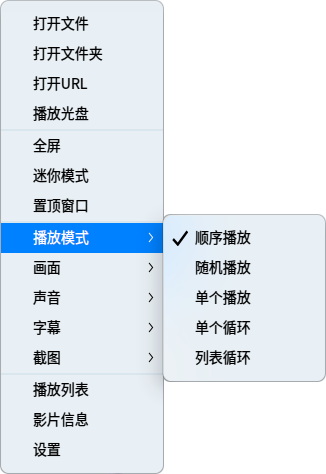 打开文件
打开文件夹
打开URL
播放光盘
全屏
迷你模式
置顶窗口
播放模式
画面
声音
字幕
截图
播放列表
影片信息
设置
顺序播放
随机播放
单个播放
单个循环
列表循环